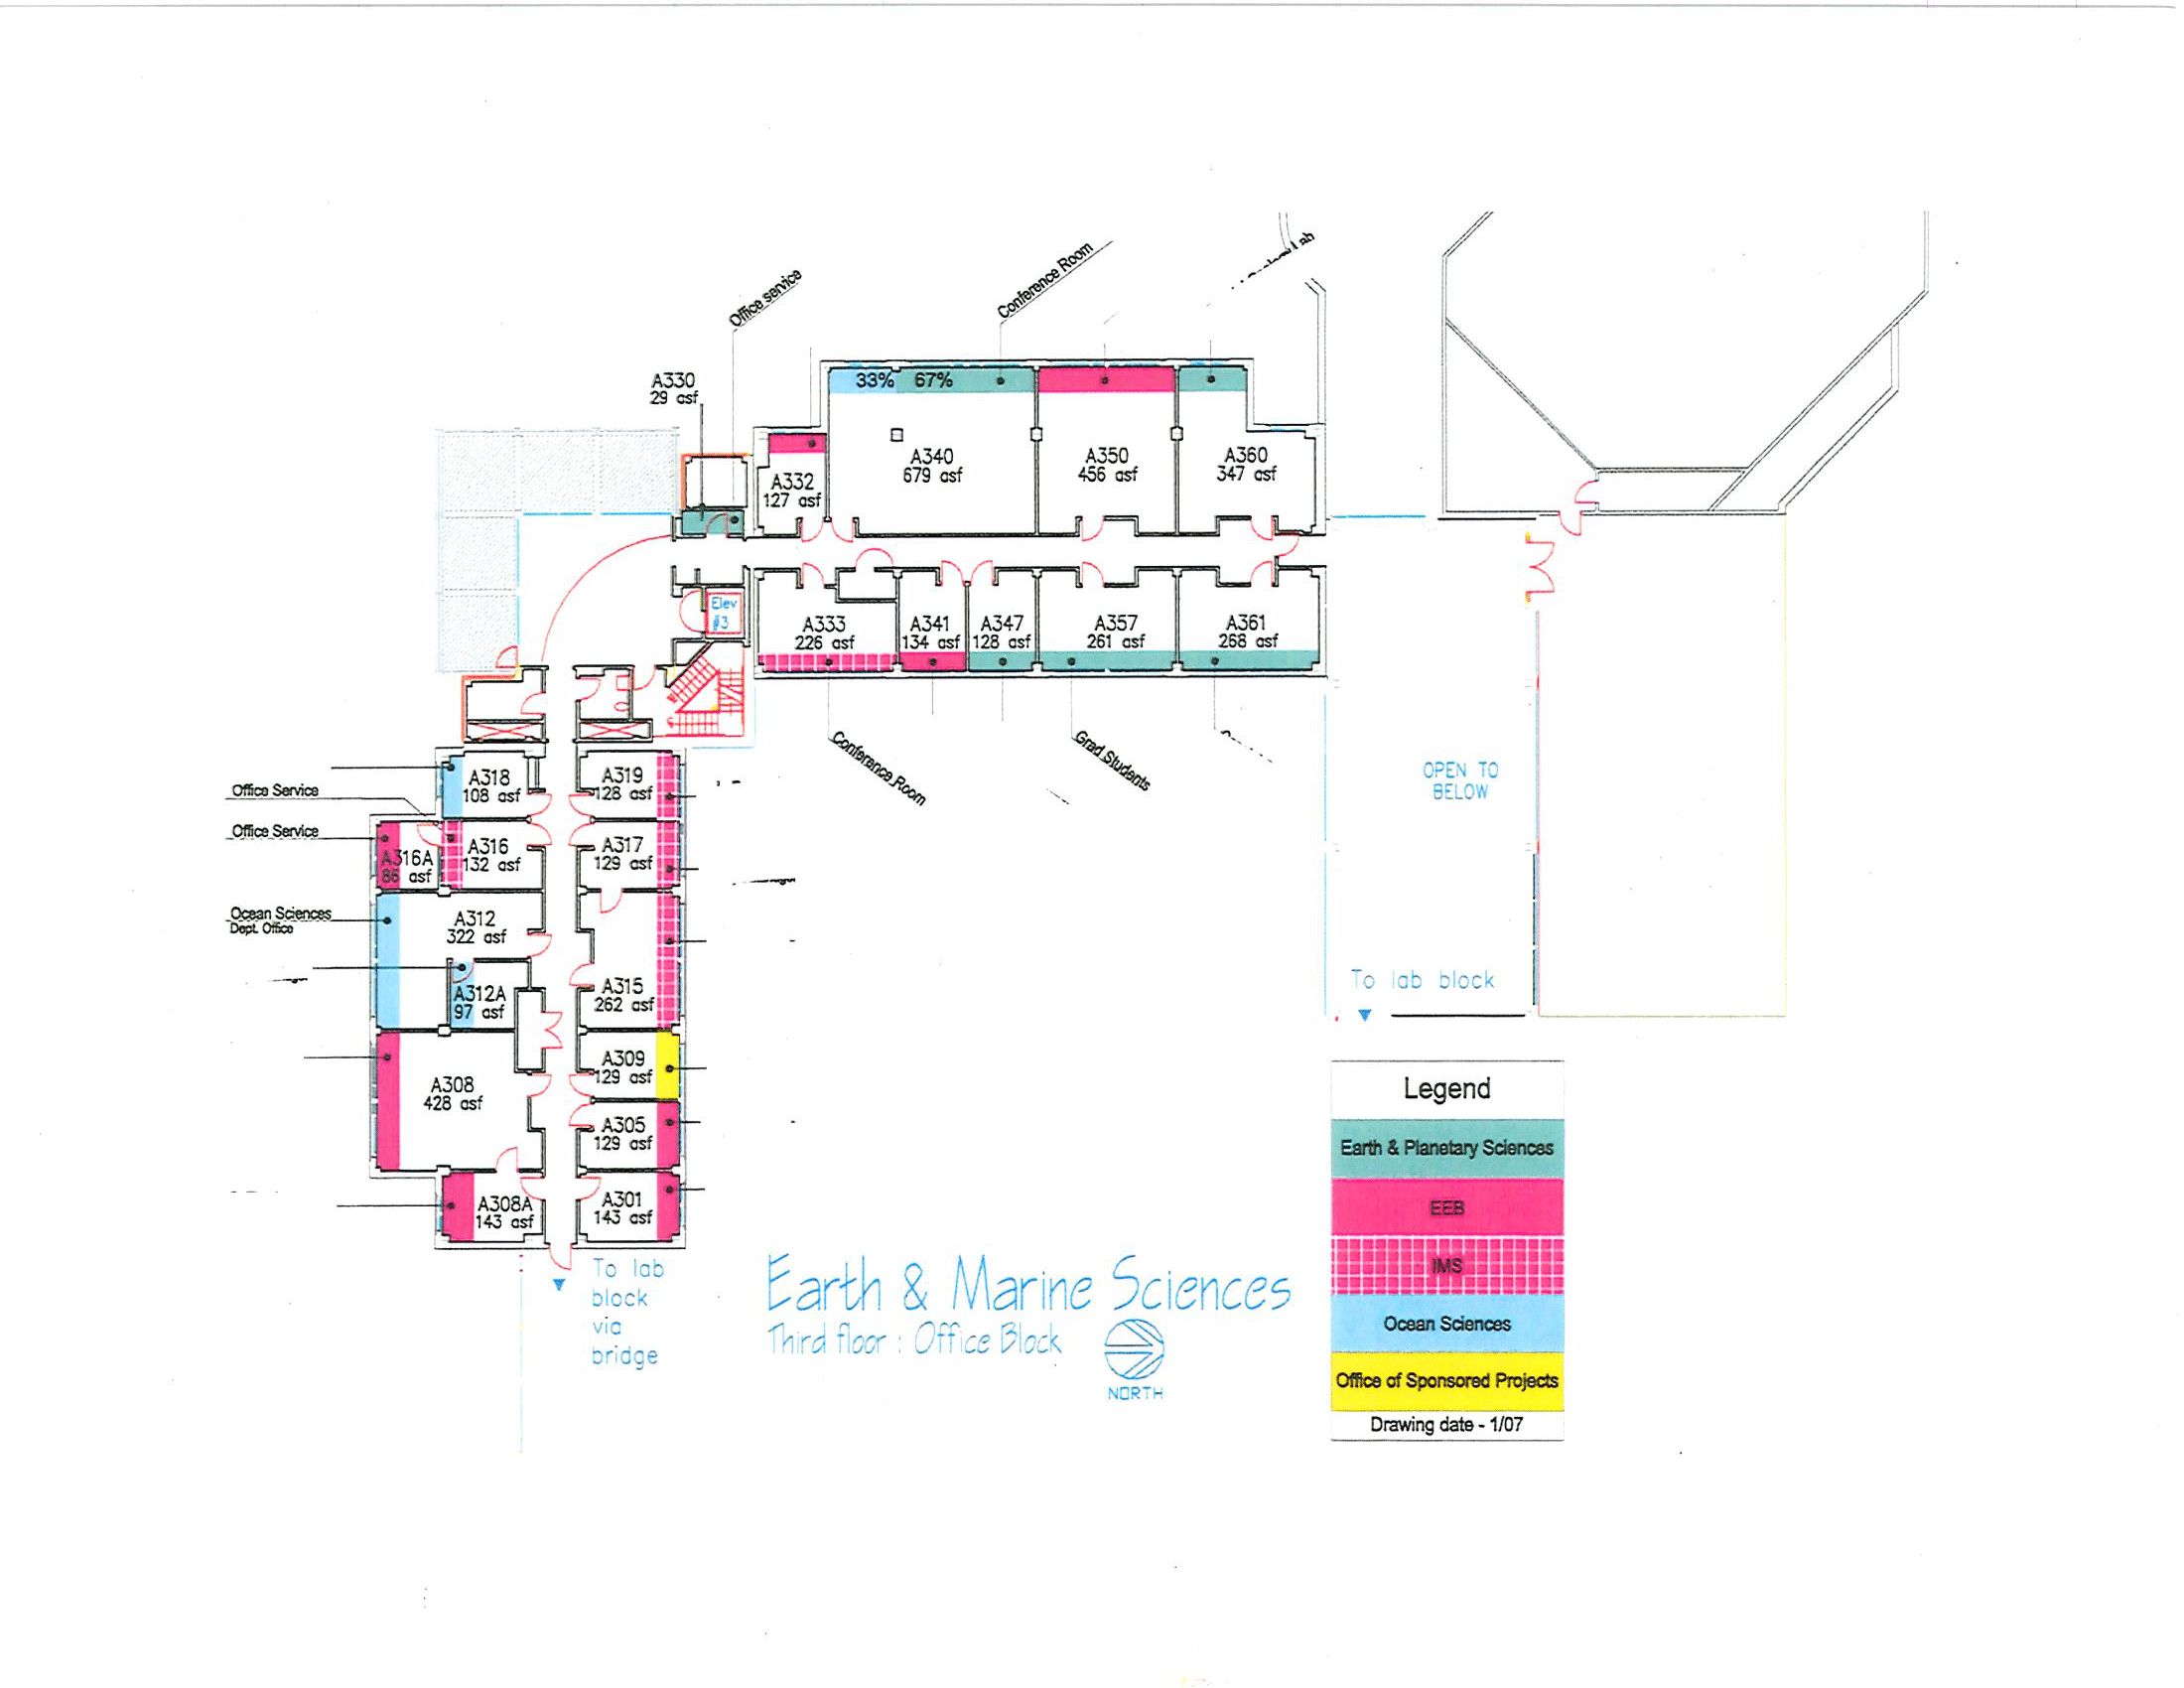 Office service
Conference Room
Lab
A330
29 asf
33%
67%
A332
127 asf
A340
679 asf
A350
456 asf
A360
347 asf
Elev
#3
A333
226 asf
A341
134 asf
A347
128 asf
A357
261 asf
A361
268 asf
Conference Room
Grad Students
A318
108 asf
A319
128 asf
Office Service
Office Service
A316A
86 asf
A316
132 asf
A317
129 asf
Ocean Sciences
Dept. Office
A312
322 asf
A312A
97 asf
A315
262 asf
A308
428 asf
A309
129 asf
A305
129 asf
A308A
143 asf
A301
143 asf
OPEN TO
BELOW
To lab block
To lab
block
via
bridge
Earth & Marine Sciences
Third floor : Office Block
NORTH
Legend
Earth & Planetary Sciences
EEB
IMS
Ocean Sciences
Office of Sponsored Projects
Drawing date - 1/07